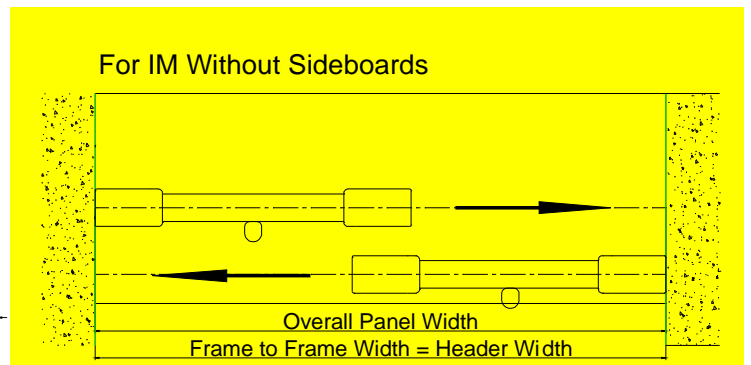 For IM Without Sideboards
Overall Panel Width
Frame to Frame Width = Header Width